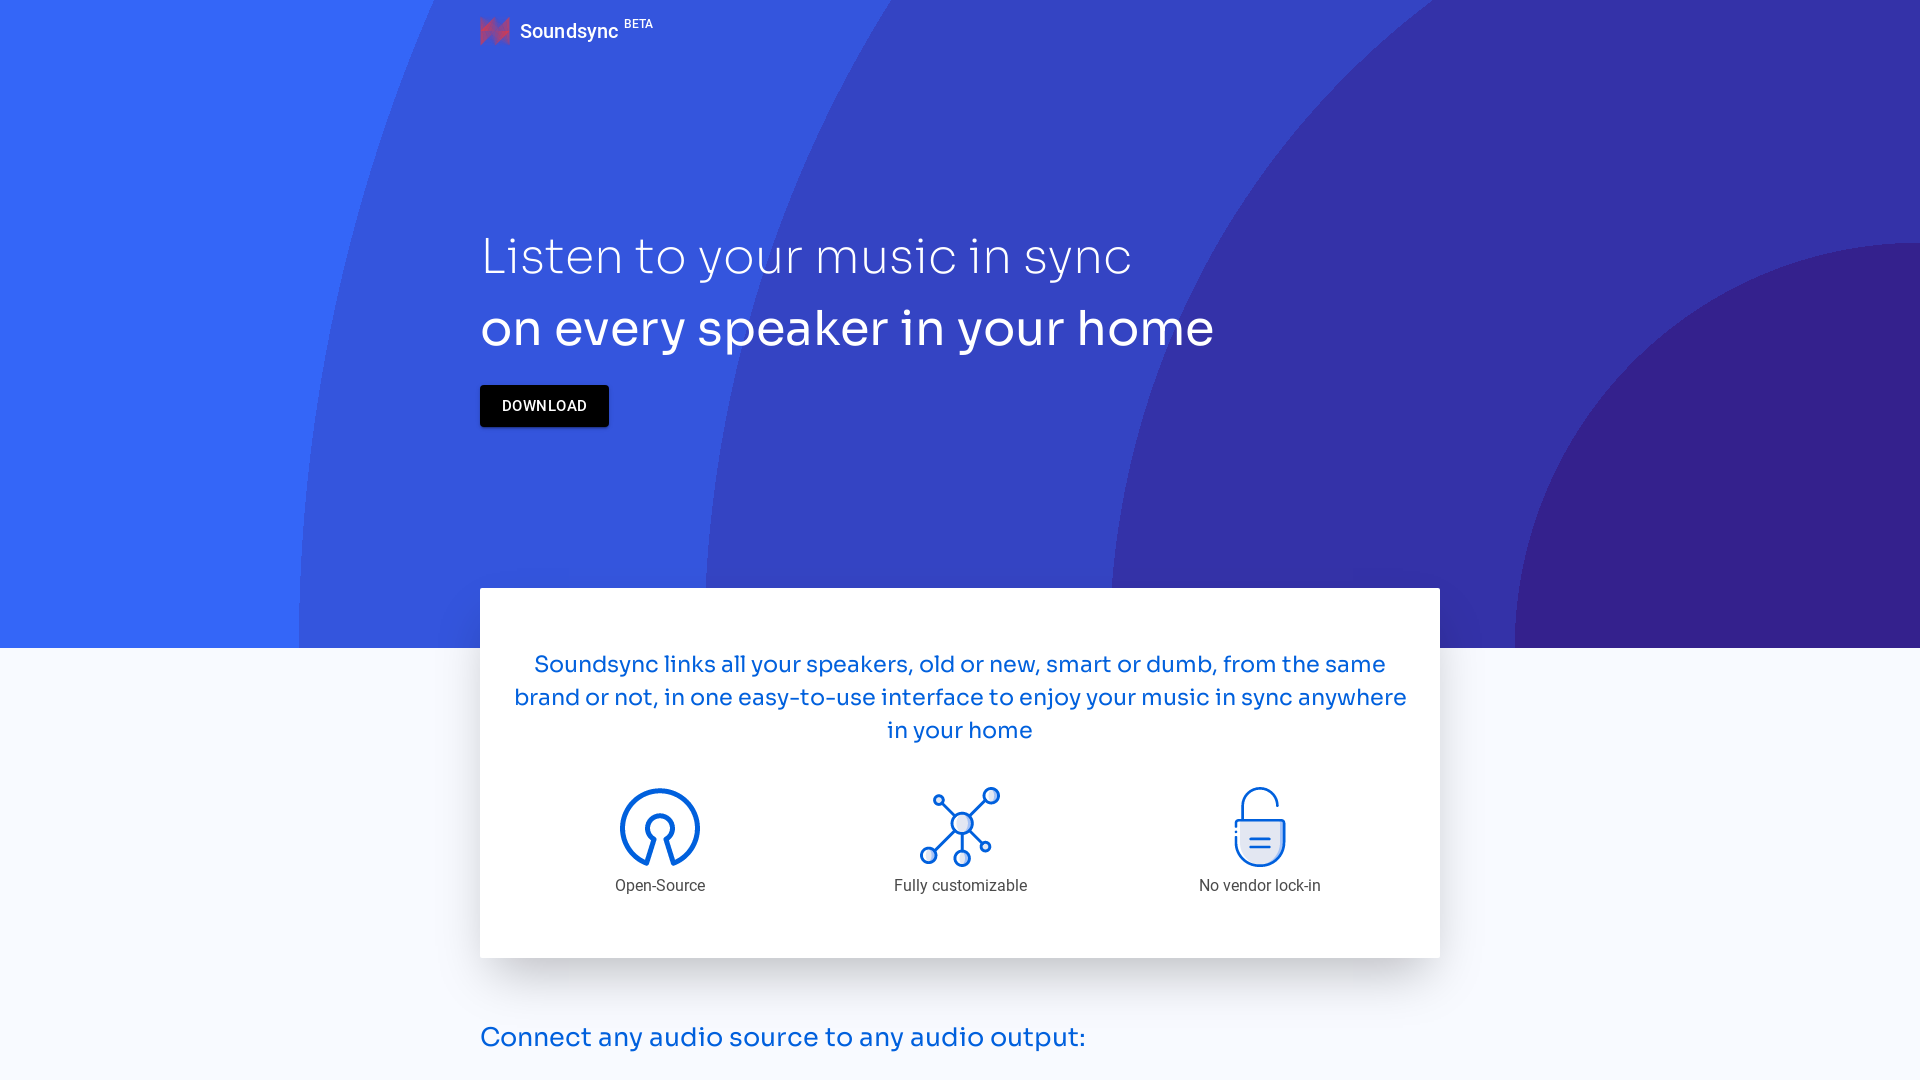 Soundsync BETA
Listen to your music in sync
on every speaker in your home
DOWNLOAD
Soundsync links all your speakers, old or new, smart or dumb, from the same
brand or not, in one easy-to-use interface to enjoy your music in sync anywhere
in your home
Open-Source
Fully customizable
No vendor lock-in
Connect any audio source to any audio output: